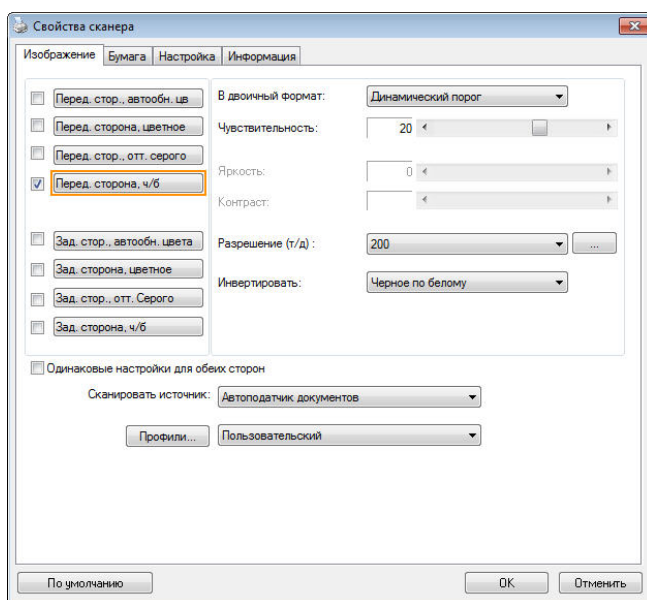 Свойства сканера
Изображение Бумага Настройка Информация
Перед. стор., автообн. цв
Перед. сторона, цветное
Перед. стор., отт. серого
Перед. сторона, ч/б
Зад. стор., автообн. цвета
Зад. сторона, цветное
Зад. стор., отт. Серого
Зад. сторона, ч/б
В двоичный формат: Динамический порог
Чувствительность: 20
Яркость: 0
Контраст:
Разрешение (т/д) : 200 ...
Инвертировать: Черное по белому
Одинаковые настройки для обеих сторон
Сканировать источник: Автоподатчик документов
Профили... Пользовательский
По умолчанию OK Отменить